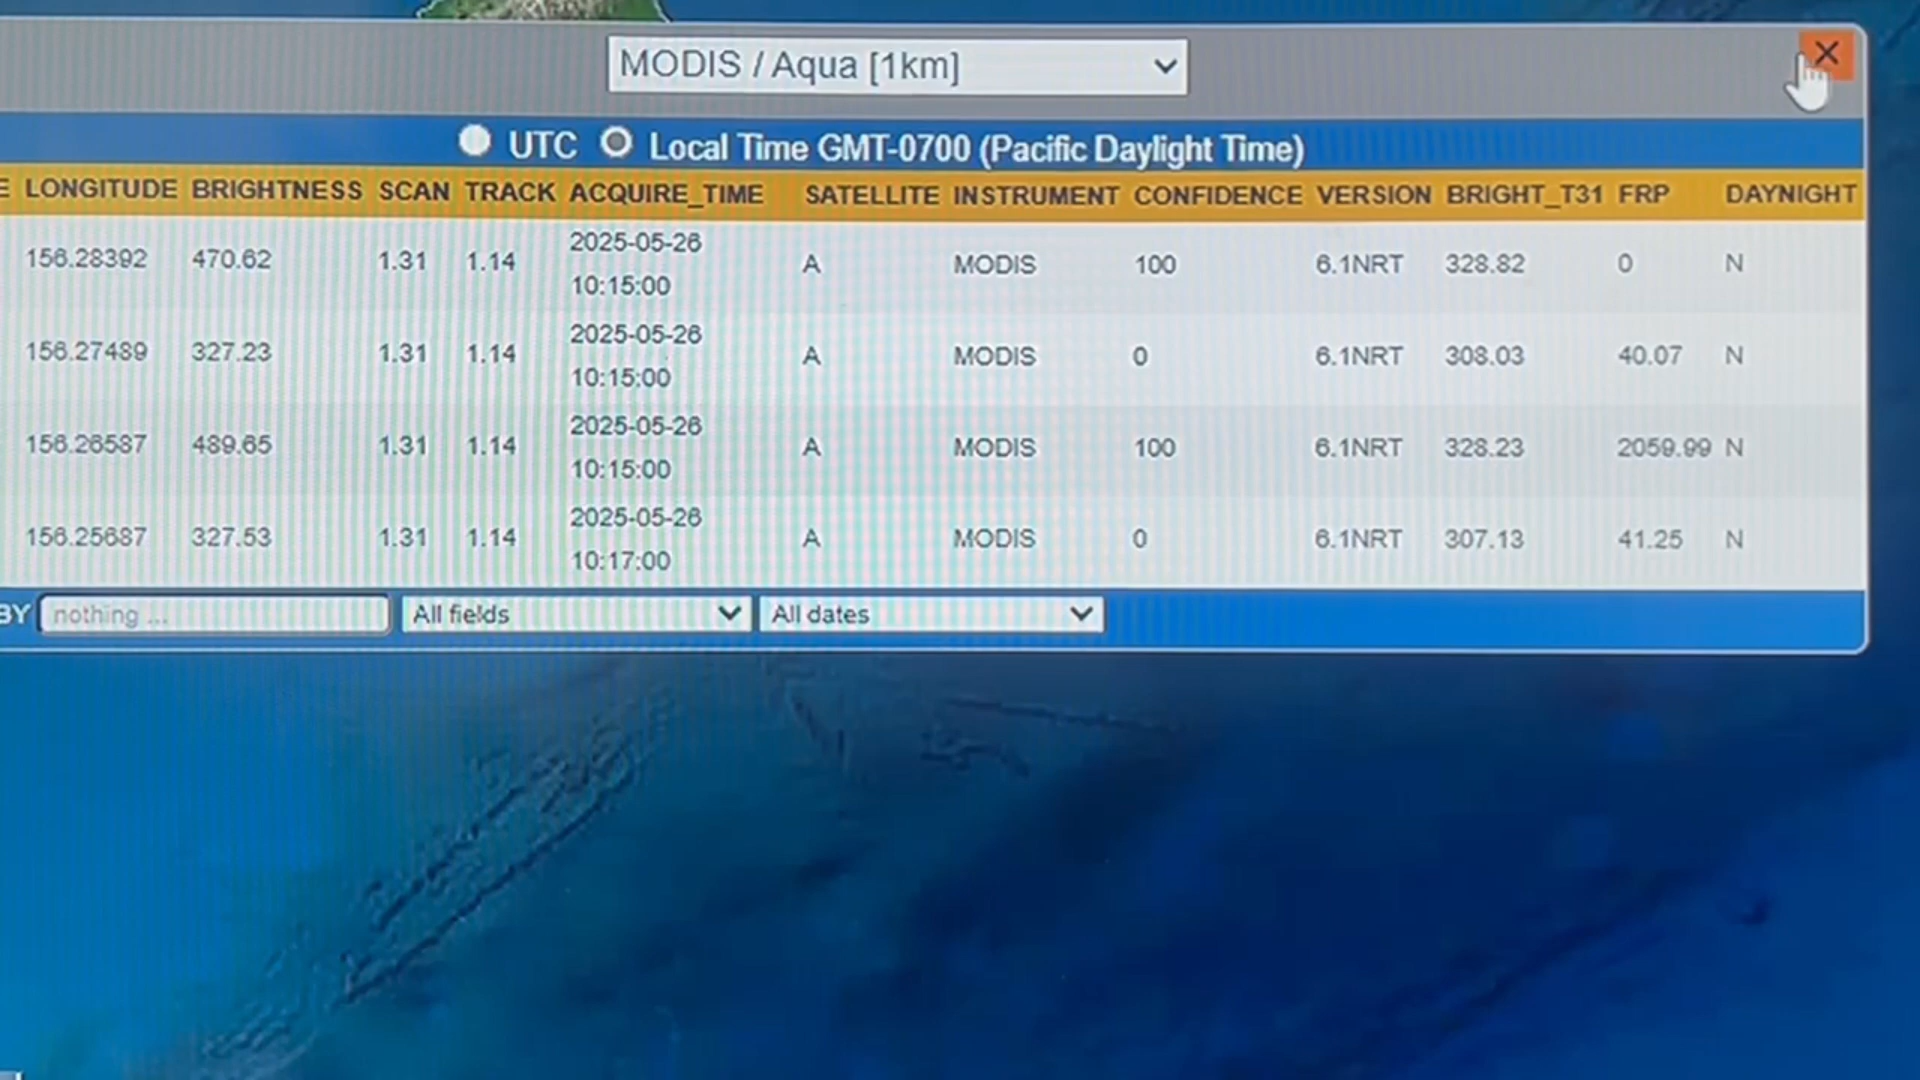 MODIS / Aqua [1km]
UTC Local Time GMT-0700 (Pacific Daylight Time)
E LONGITUDE BRIGHTNESS SCAN TRACK ACQUIRE_TIME SATELLITE INSTRUMENT CONFIDENCE VERSION BRIGHT_T31 FRP DAYNIGHT
156.28392 470.62 1.31 1.14 2025-05-26 10:15:00 A MODIS 100 6.1NRT 328.82 0 N
156.27489 327.23 1.31 1.14 2025-05-26 10:15:00 A MODIS 0 6.1NRT 308.03 40.07 N
156.26587 489.65 1.31 1.14 2025-05-26 10:15:00 A MODIS 100 6.1NRT 328.23 2059.99 N
156.25687 327.53 1.31 1.14 2025-05-26 10:17:00 A MODIS 0 6.1NRT 307.13 41.25 N
BY nothing ... All fields All dates